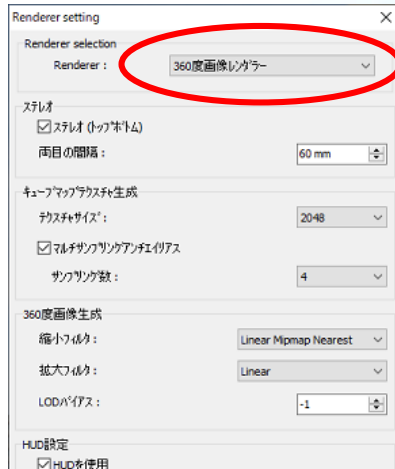 Renderer setting
Renderer selection
Renderer : 360度画像レンダラー
ステレオ
ステレオ (トップボトム)
両目の間隔 : 60 mm
キューブマップテクスチャ生成
テクスチャサイズ : 2048
マルチサンプリングアンチエイリアス
サンプリング数 : 4
360度画像生成
縮小フィルタ : Linear Mipmap Nearest
拡大フィルタ : Linear
LODバイアス : -1
HUD設定
HUDを使用